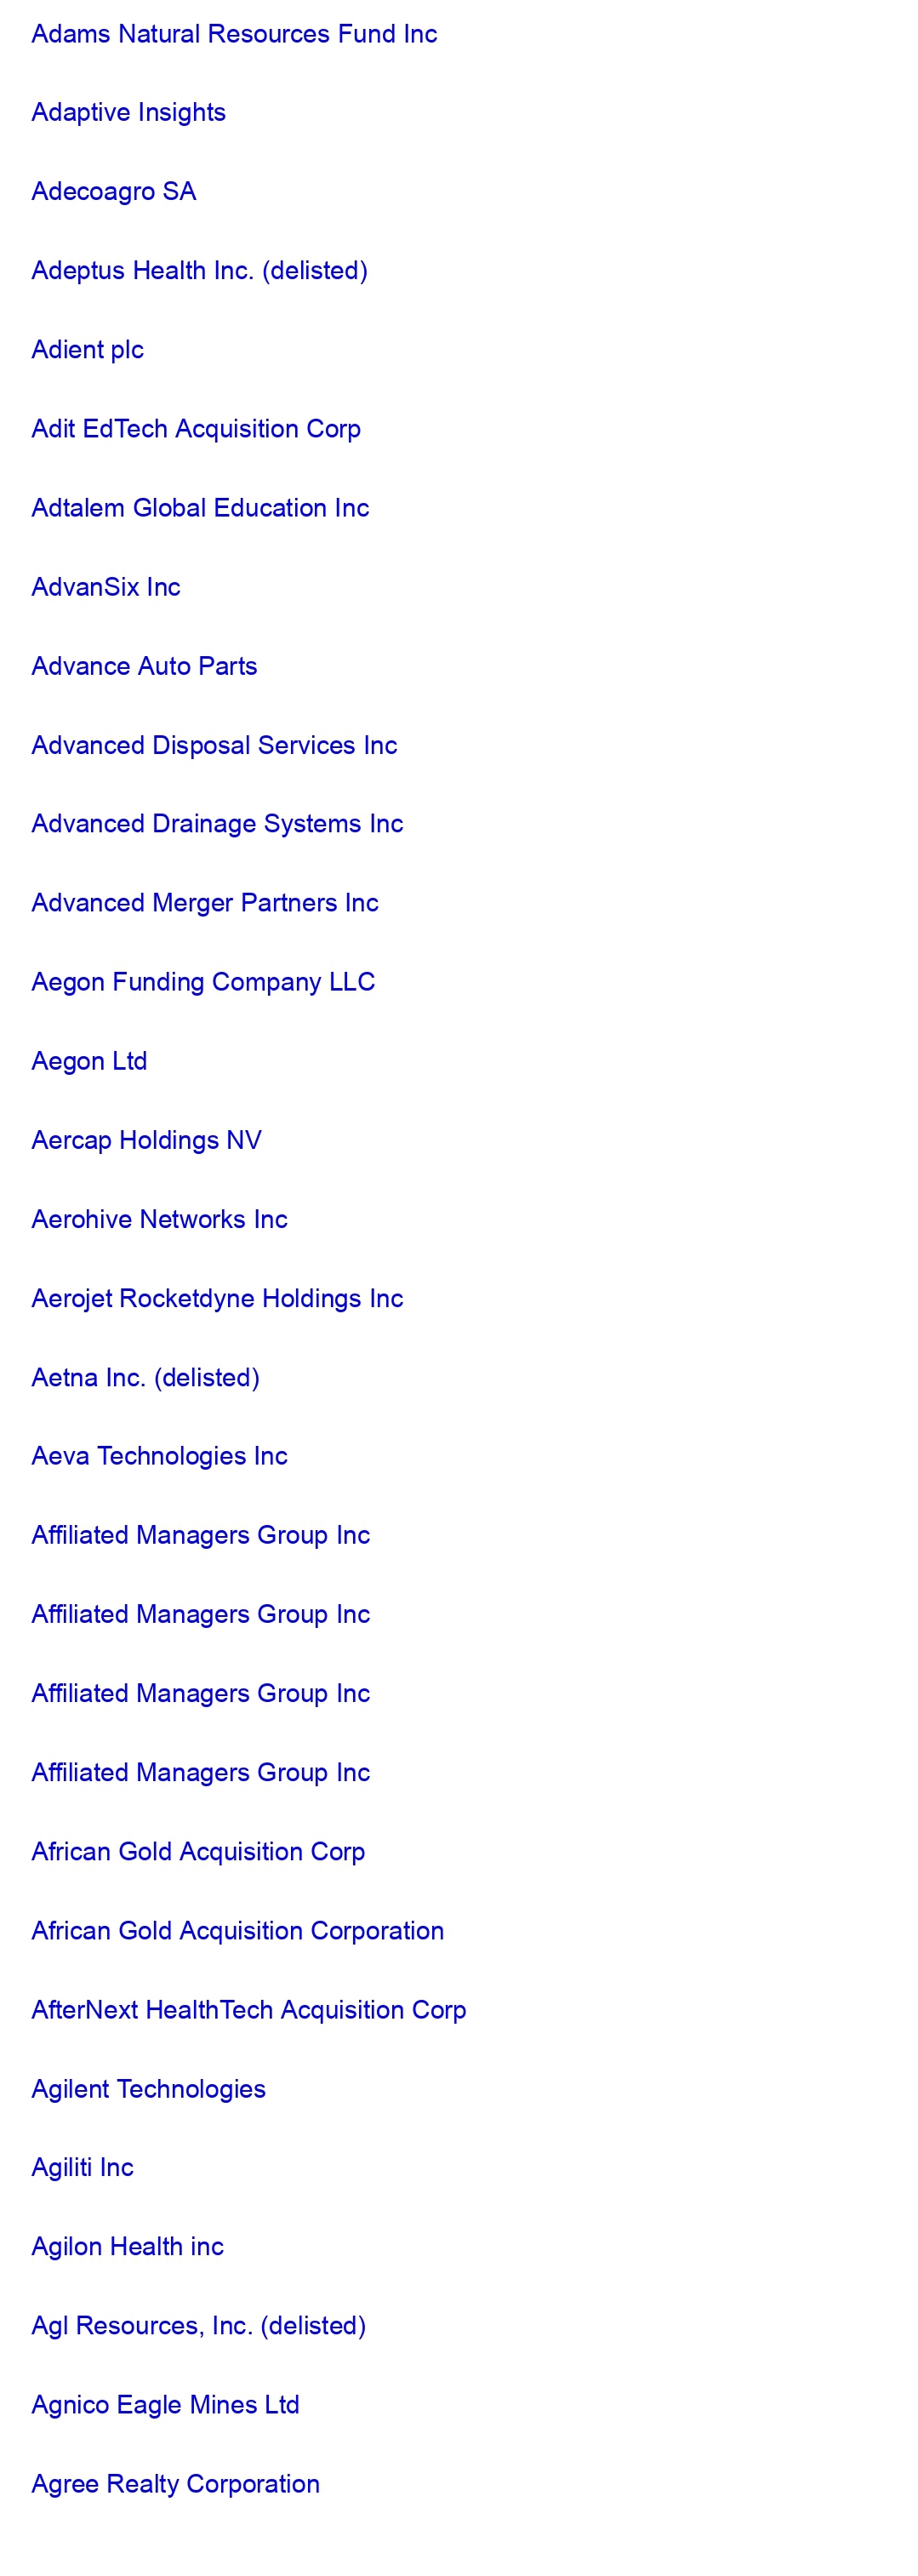 Adams Natural Resources Fund Inc
Adaptive Insights
Adecoagro SA
Adeptus Health Inc. (delisted)
Adient plc
Adit EdTech Acquisition Corp
Adtalem Global Education Inc
AdvanSix Inc
Advance Auto Parts
Advanced Disposal Services Inc
Advanced Drainage Systems Inc
Advanced Merger Partners Inc
Aegon Funding Company LLC
Aegon Ltd
Aercap Holdings NV
Aerohive Networks Inc
Aerojet Rocketdyne Holdings Inc
Aetna Inc. (delisted)
Aeva Technologies Inc
Affiliated Managers Group Inc
Affiliated Managers Group Inc
Affiliated Managers Group Inc
Affiliated Managers Group Inc
African Gold Acquisition Corp
African Gold Acquisition Corporation
AfterNext HealthTech Acquisition Corp
Agilent Technologies
Agiliti Inc
Agilon Health inc
Agl Resources, Inc. (delisted)
Agnico Eagle Mines Ltd
Agree Realty Corporation